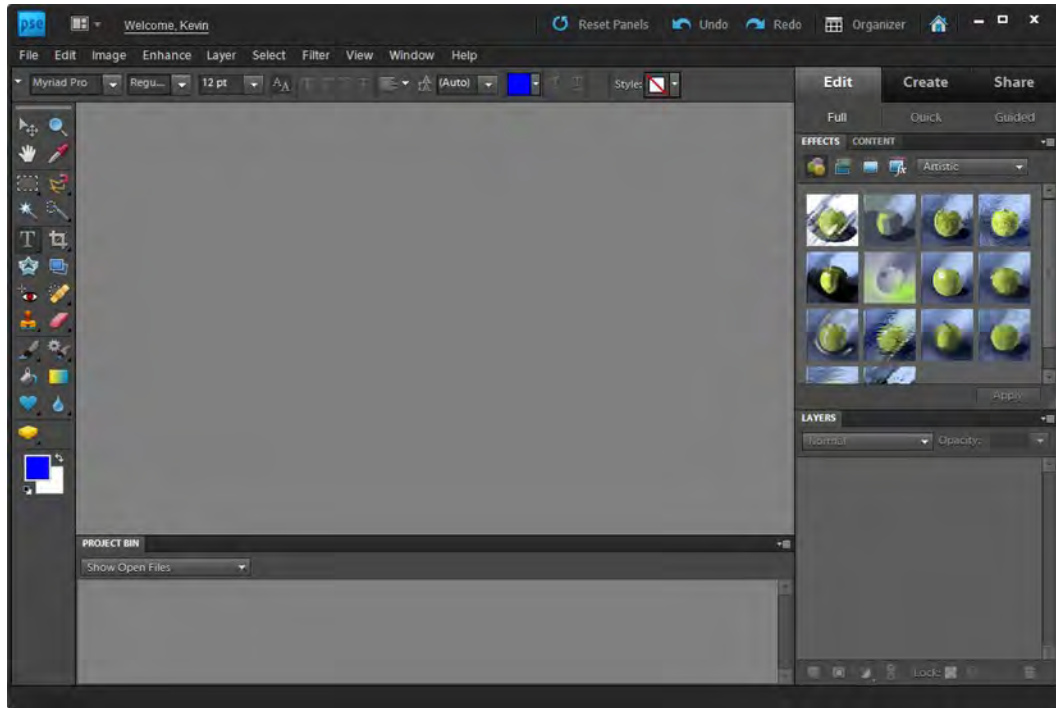 pse Welcome, Kevin Reset Panels Undo Redo Organizer
File Edit Image Enhance Layer Select Filter View Window Help
Myriad Pro Regu... 12 pt (Auto) Style:
Edit Create Share
Full Quick Guided
EFFECTS CONTENT
Artistic
T
Apply
LAYERS
Normal Opacity:
PROJECT BIN
Show Open Files
Lock: